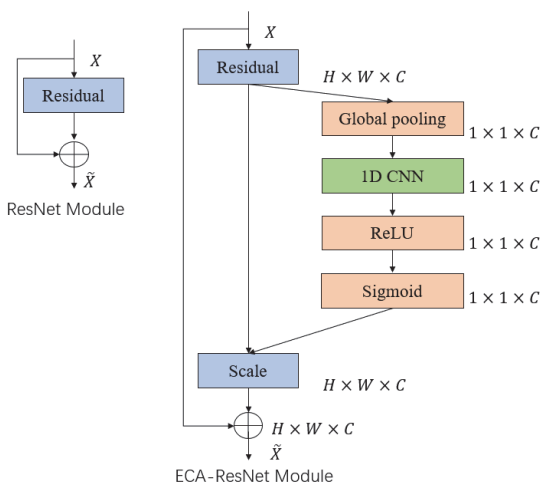 X
Residual
X̃
ResNet Module
X
Residual
H × W × C
Global pooling
1 × 1 × C
1D CNN
1 × 1 × C
ReLU
1 × 1 × C
Sigmoid
1 × 1 × C
Scale
H × W × C
H × W × C
X̃
ECA-ResNet Module